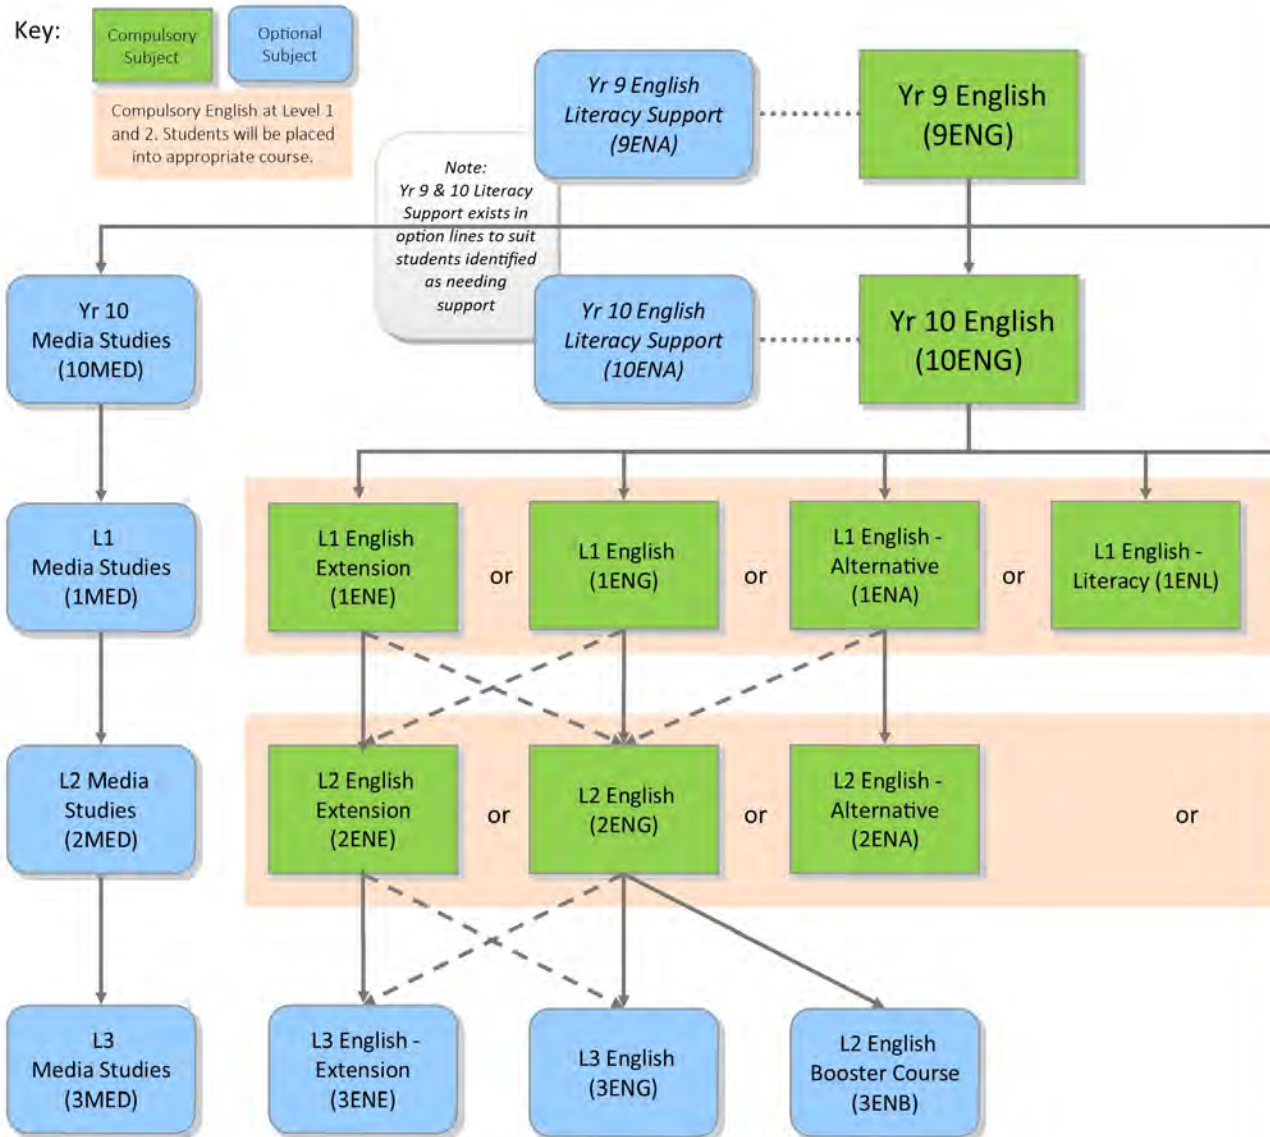 Key:
Compulsory
Subject
Optional
Subject
Compulsory English at Level 1
and 2. Students will be placed
into appropriate course.
Yr 9 English
Literacy Support
(9ENA)
Yr 9 English
(9ENG)
Note:
Yr 9 & 10 Literacy
Support exists in
option lines to suit
students identified
as needing
support
Yr 10
Media Studies
(10MED)
Yr 10 English
Literacy Support
(10ENA)
Yr 10 English
(10ENG)
L1
Media Studies
(1MED)
L1 English
Extension
(1ENE)
or
L1 English
(1ENG)
or
L1 English -
Alternative
(1ENA)
or
L1 English -
Literacy (1ENL)
L2 Media
Studies
(2MED)
L2 English
Extension
(2ENE)
or
L2 English
(2ENG)
or
L2 English -
Alternative
(2ENA)
or
L3
Media Studies
(3MED)
L3 English -
Extension
(3ENE)
L3 English
(3ENG)
L2 English
Booster Course
(3ENB)